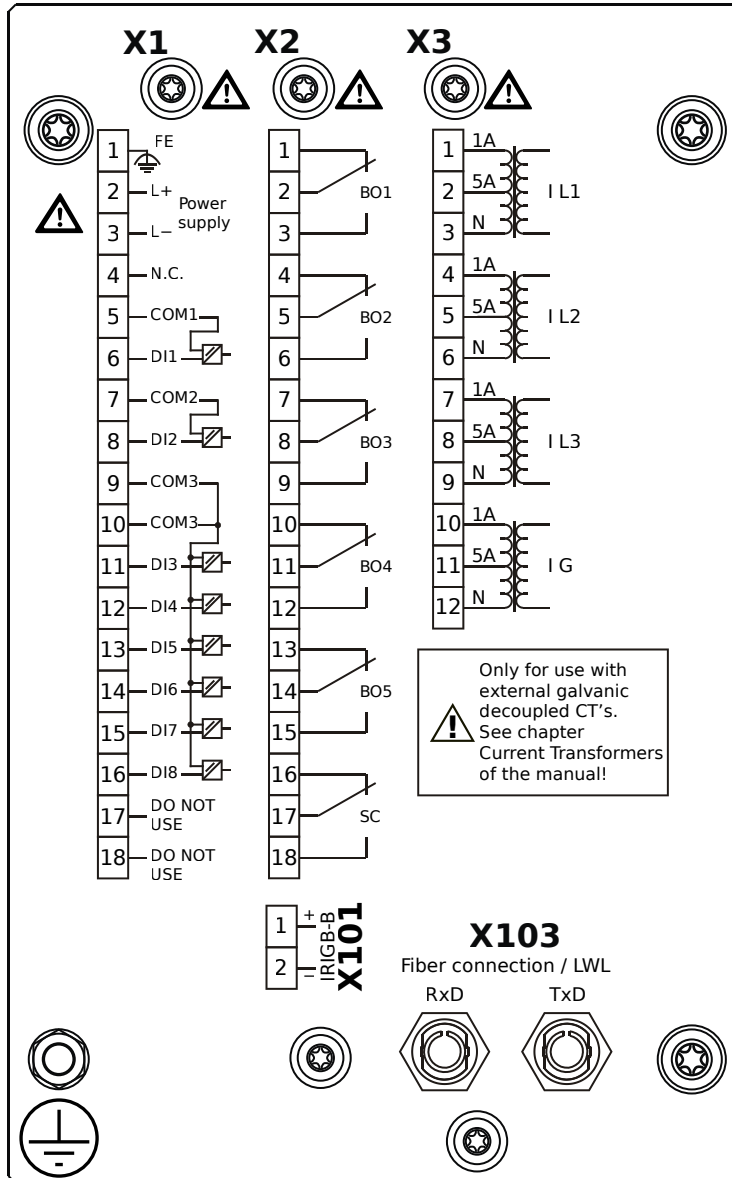 X1
X2
X3
1
FE
2
L+
Power
supply
3
L−
4
N.C.
5
COM1
6
DI1
7
COM2
8
DI2
9
COM3
10
COM3
11
DI3
12
DI4
13
DI5
14
DI6
15
DI7
16
DI8
17
DO NOT
USE
18
DO NOT
USE
1
2
BO1
3
4
5
BO2
6
7
8
BO3
9
10
11
BO4
12
13
14
BO5
15
16
17
SC
18
1
1A
2
5A
I L1
3
N
4
1A
5
5A
I L2
6
N
7
1A
8
5A
I L3
9
N
10
1A
11
5A
I G
12
N
Only for use with
external galvanic
decoupled CT's.
See chapter
Current Transformers
of the manual!
1
+
2
−
IRIGB-B
X101
X103
Fiber connection / LWL
RxD
TxD